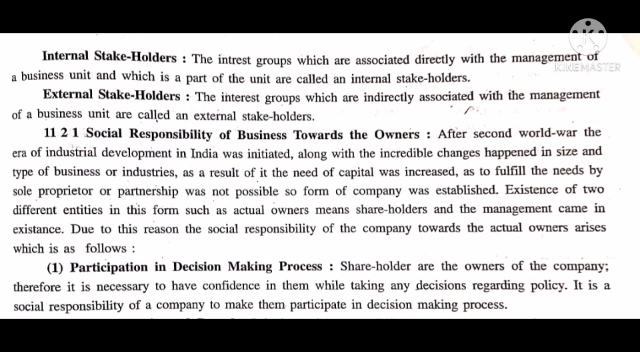 KINEMASTER
Internal Stake-Holders : The intrest groups which are associated directly with the management of
a business unit and which is a part of the unit are called an internal stake-holders.
External Stake-Holders : The interest groups which are indirectly associated with the management
of a business unit are called an external stake-holders.
11 2 1 Social Responsibility of Business Towards the Owners : After second world-war the
era of industrial development in India was initiated, along with the incredible changes happened in size and
type of business or industries, as a result of it the need of capital was increased, as to fulfill the needs by
sole proprietor or partnership was not possible so form of company was established. Existence of two
different entities in this form such as actual owners means share-holders and the management came in
existance. Due to this reason the social responsibility of the company towards the actual owners arises
which is as follows :
(1) Participation in Decision Making Process : Share-holder are the owners of the company;
therefore it is necessary to have confidence in them while taking any decisions regarding policy. It is a
social responsibility of a company to make them participate in decision making process.